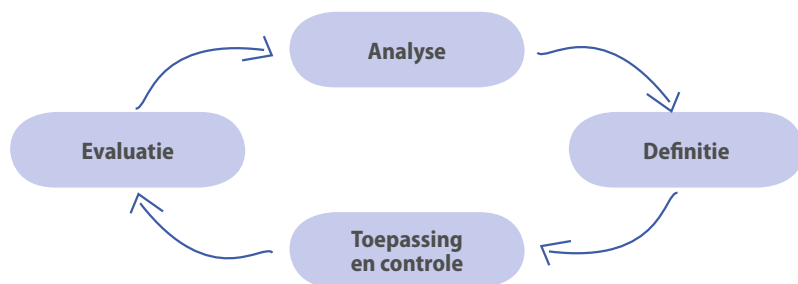 Analyse
Evaluatie
Definitie
Toepassing
en controle